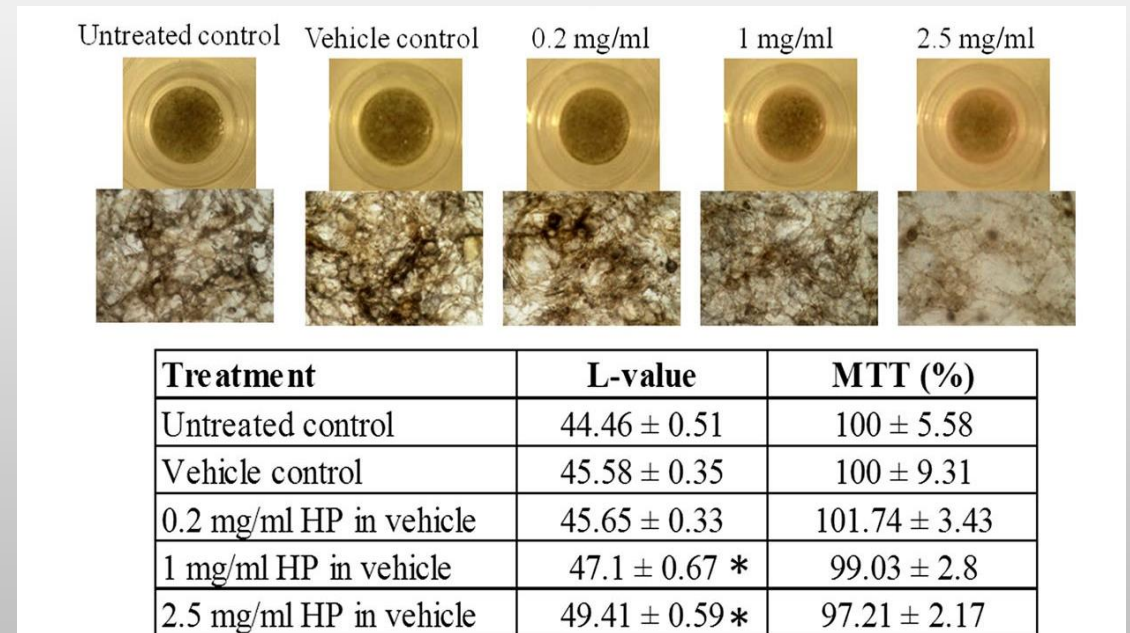 Untreated control Vehicle control 0.2 mg/ml 1 mg/ml 2.5 mg/ml
Treatment L-value MTT (%)
Untreated control 44.46 ± 0.51 100 ± 5.58
Vehicle control 45.58 ± 0.35 100 ± 9.31
0.2 mg/ml HP in vehicle 45.65 ± 0.33 101.74 ± 3.43
1 mg/ml HP in vehicle 47.1 ± 0.67 * 99.03 ± 2.8
2.5 mg/ml HP in vehicle 49.41 ± 0.59* 97.21 ± 2.17